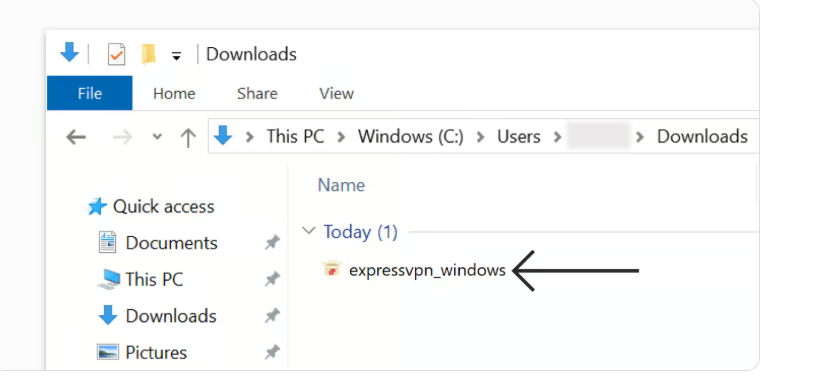 Downloads
File Home Share View
This PC > Windows (C:) > Users > > Downloads
Name
Quick access
Today (1)
Documents
expressvpn_windows
This PC
Downloads
Pictures